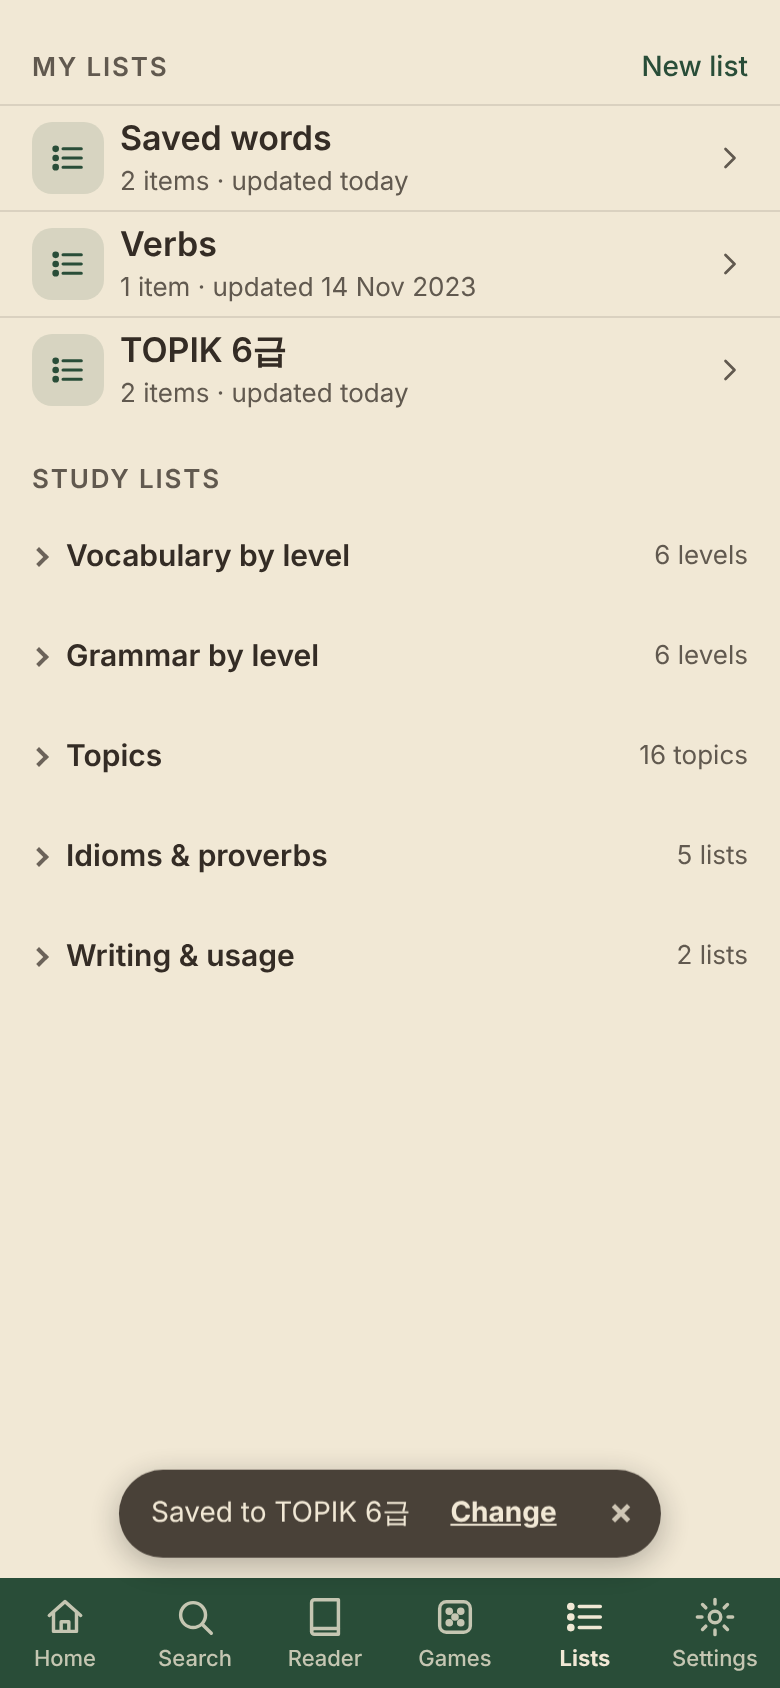 MY LISTS
New list
Saved words
2 items · updated today
Verbs
1 item · updated 14 Nov 2023
TOPIK 6급
2 items · updated today
STUDY LISTS
Vocabulary by level
6 levels
Grammar by level
6 levels
Topics
16 topics
Idioms & proverbs
5 lists
Writing & usage
2 lists
Saved to TOPIK 6급
Change
Home
Search
Reader
Games
Lists
Settings